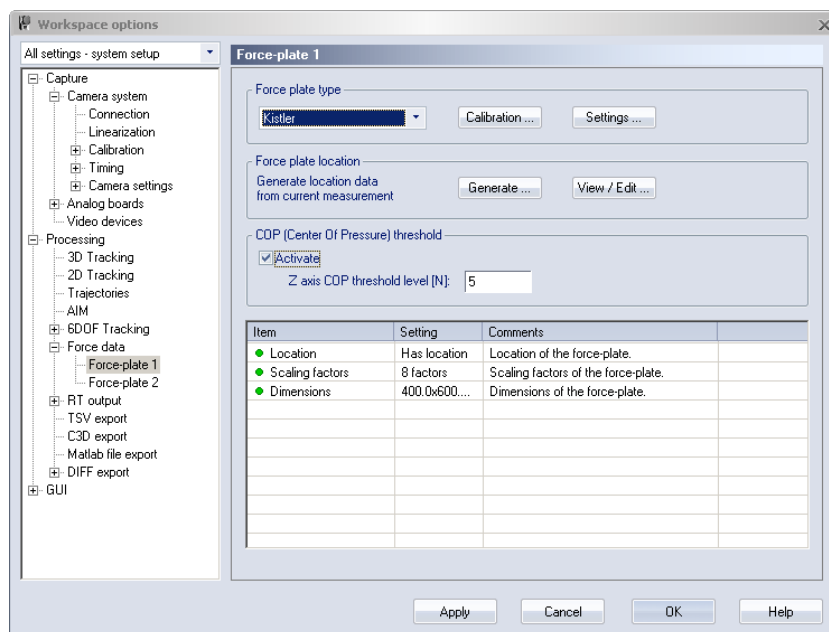 Workspace options
All settings - system setup
Capture
Camera system
Connection
Linearization
Calibration
Timing
Camera settings
Analog boards
Video devices
Processing
3D Tracking
2D Tracking
Trajectories
AIM
6DOF Tracking
Force data
Force-plate 1
Force-plate 2
RT output
TSV export
C3D export
Matlab file export
DIFF export
GUI
Force-plate 1
Force plate type
Kistler Calibration ... Settings ...
Force plate location
Generate location data
from current measurement
Generate ... View / Edit ...
COP (Center Of Pressure) threshold
Activate
Z axis COP threshold level [N]: 5
Item Setting Comments
Location Has location Location of the force-plate.
Scaling factors 8 factors Scaling factors of the force-plate.
Dimensions 400.0x600.... Dimensions of the force-plate.
Apply Cancel OK Help